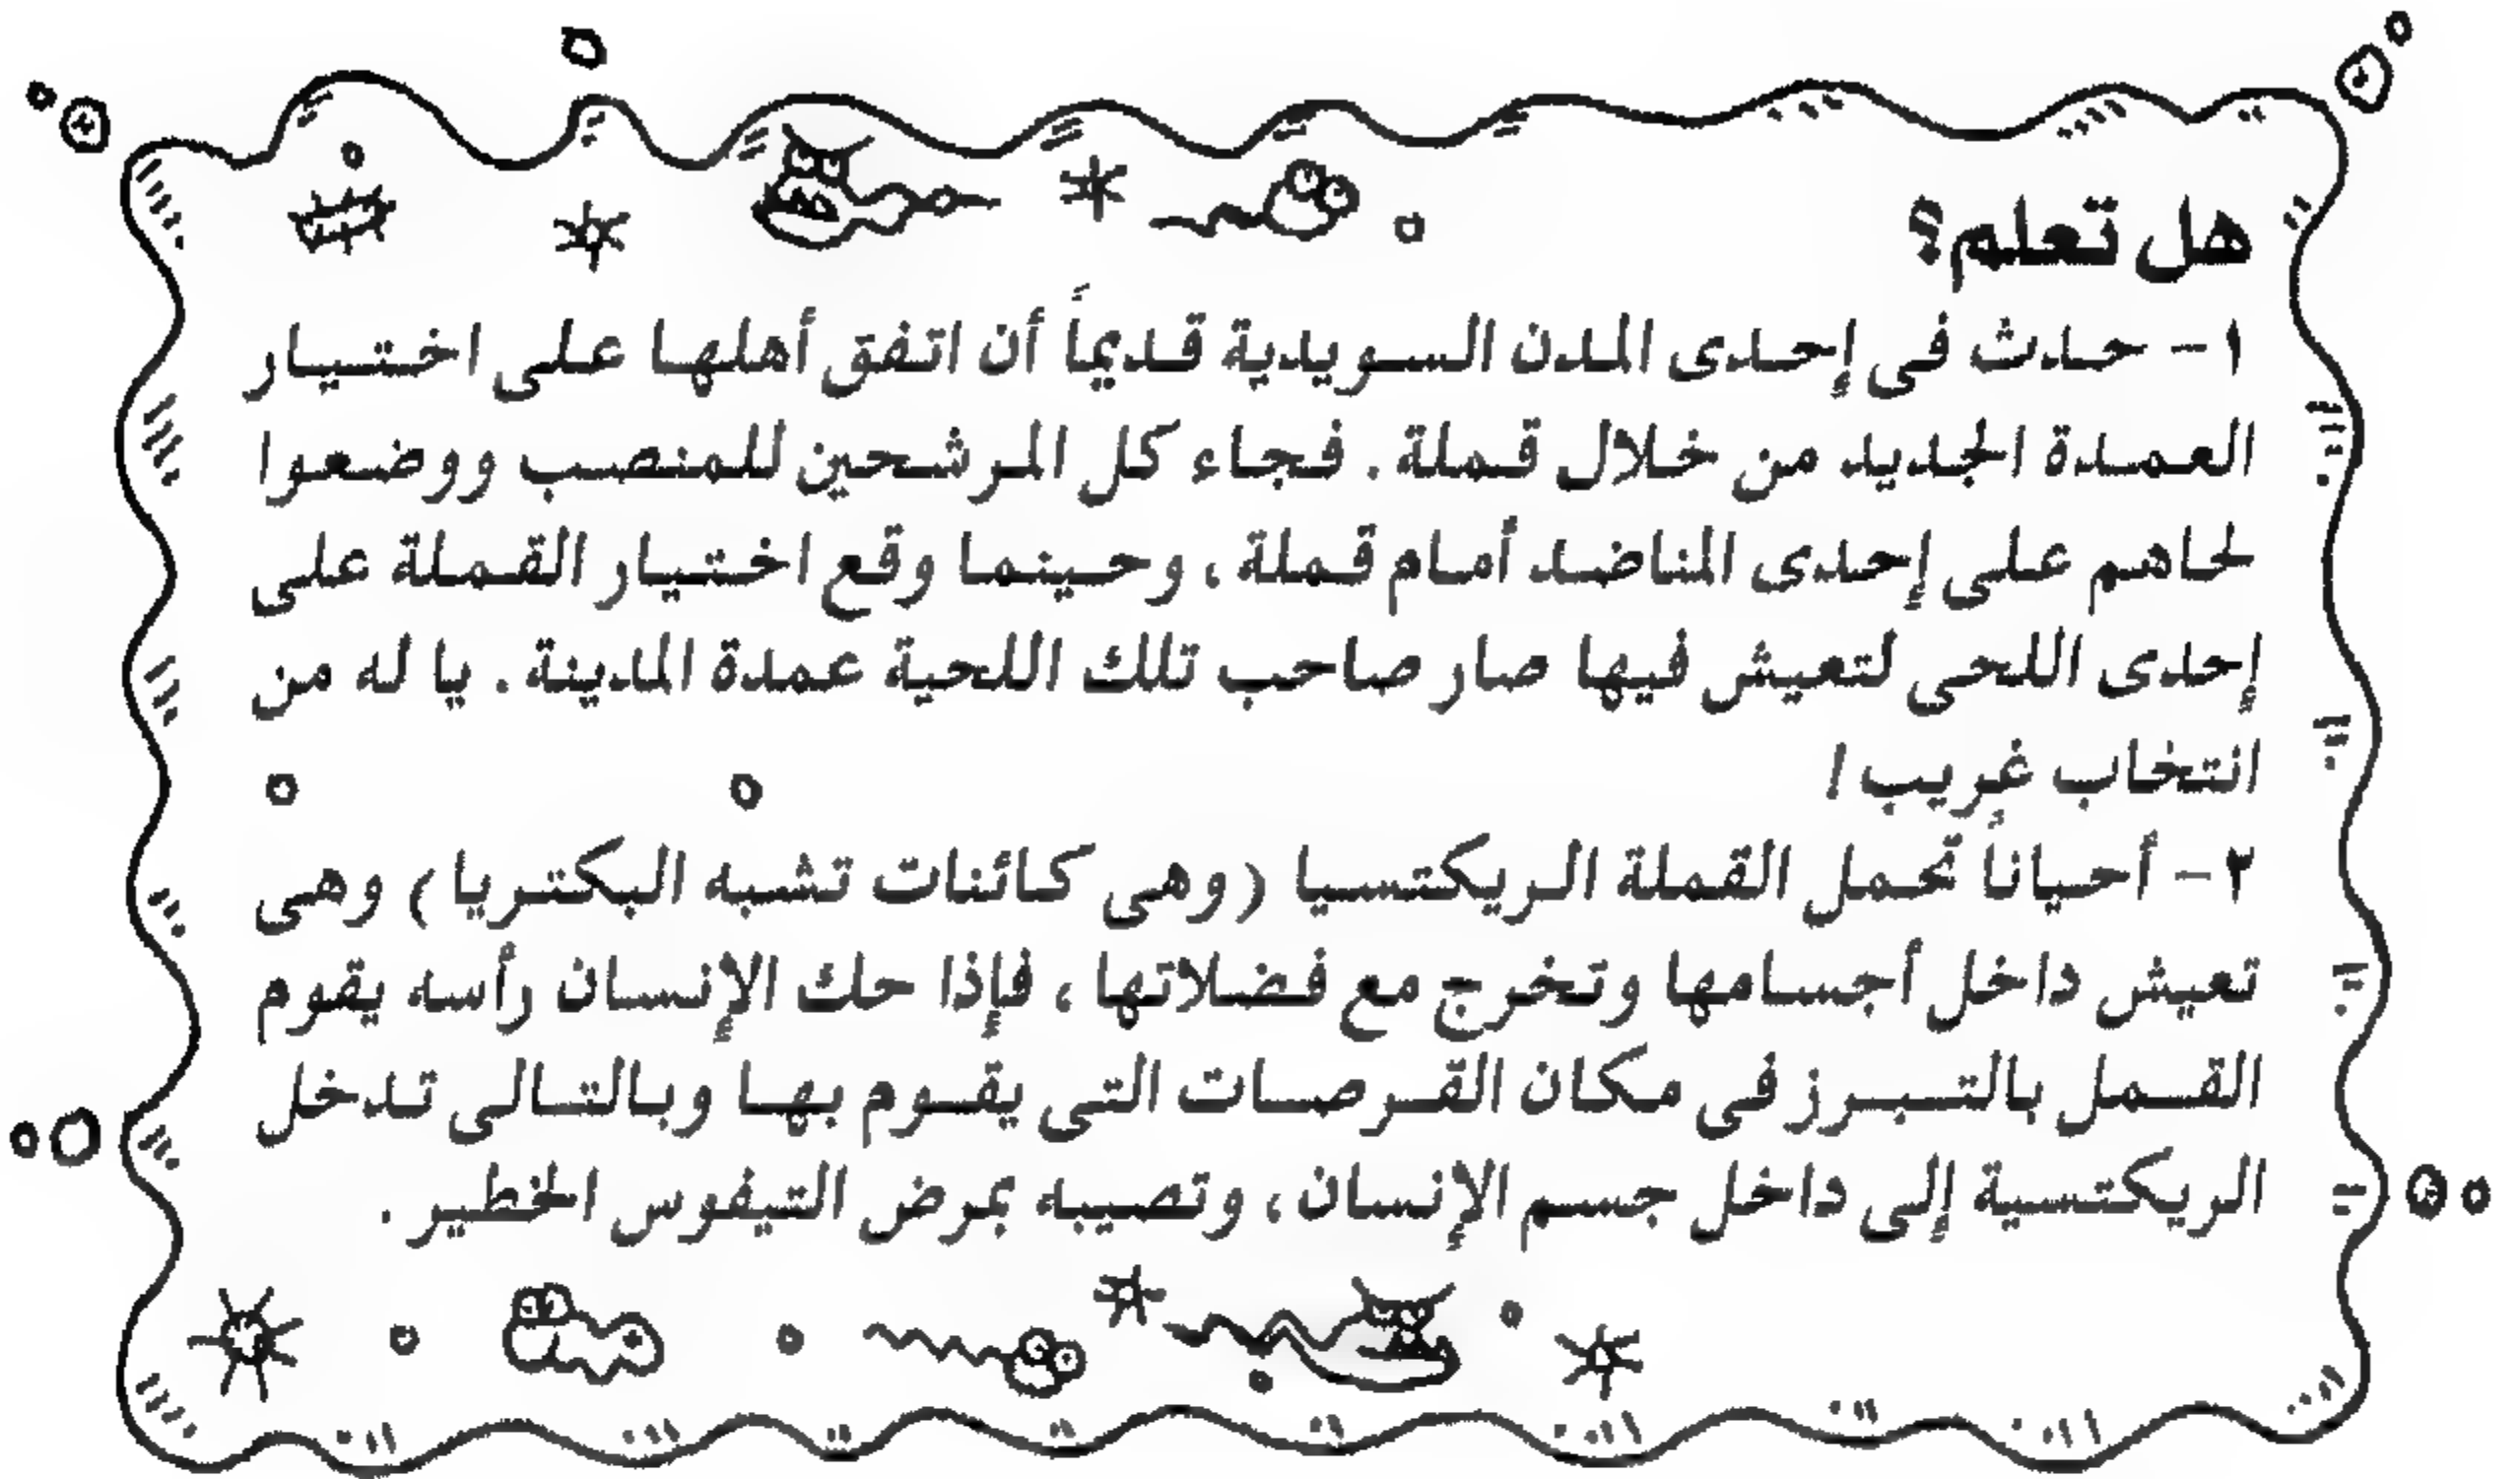 هل تعلم؟
١ - حدث فى إحدى المدن السويدية قديماً أن اتفق أهلها على اختيار
العمدة الجديد من خلال قملة. فجاء كل المرشحين للمنصب ووضعوا
لحاهم على إحدى المناضد أمام قملة، وحينما وقع اختيار القملة على
إحدى اللحى لتعيش فيها صار صاحب تلك اللحية عمدة المدينة. يا له من
انتخاب غريب!
٢ - أحياناً تحمل القملة الريكتسيا (وهى كائنات تشبه البكتريا) وهى
تعيش داخل أجسامها وتخرج مع فضلاتها، فإذا حك الإنسان رأسه يقوم
القمل بالتبرز فى مكان القرصات التى يقوم بها وبالتالى تدخل
الريكتسية إلى داخل جسم الإنسان، وتصيبه بمرض التيفوس الخطير.